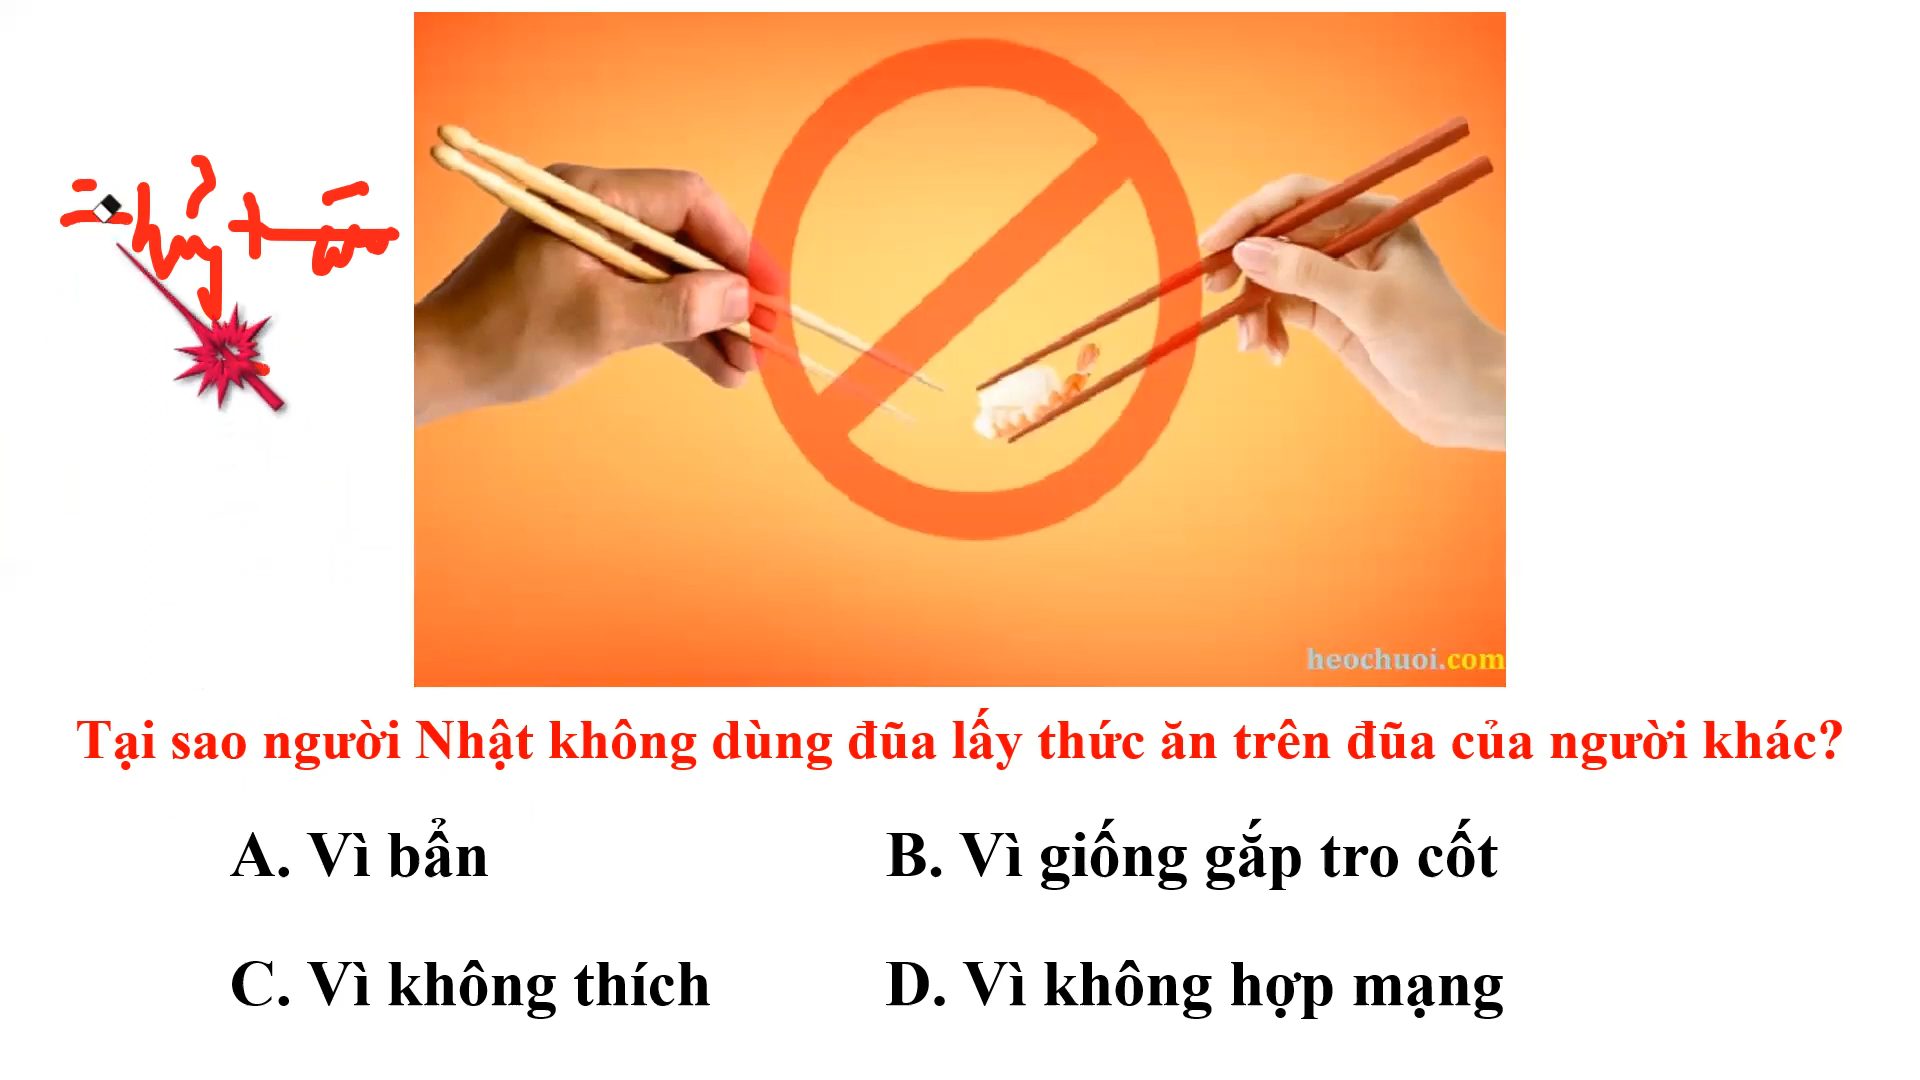 heochuoi.com
Tại sao người Nhật không dùng đũa lấy thức ăn trên đũa của người khác?
A. Vì bẩn
B. Vì giống gắp tro cốt
C. Vì không thích
D. Vì không hợp mạng